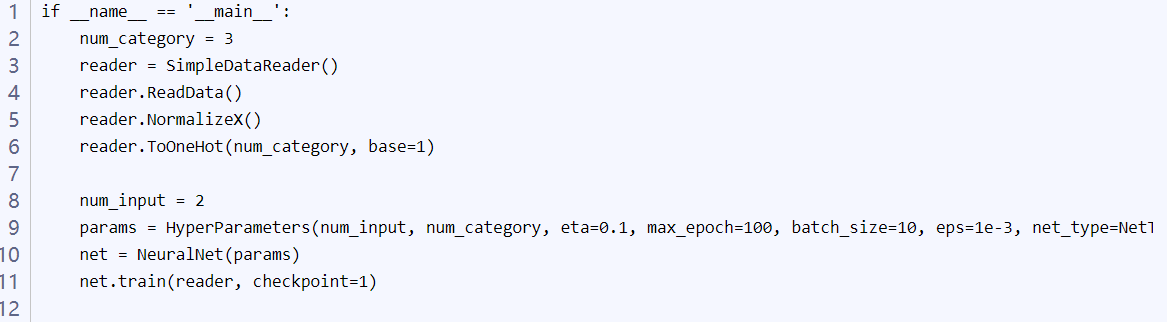 1 if __name__ == '__main__':
2     num_category = 3
3     reader = SimpleDataReader()
4     reader.ReadData()
5     reader.NormalizeX()
6     reader.ToOneHot(num_category, base=1)
7
8     num_input = 2
9     params = HyperParameters(num_input, num_category, eta=0.1, max_epoch=100, batch_size=10, eps=1e-3, net_type=Net
10     net = NeuralNet(params)
11     net.train(reader, checkpoint=1)
12